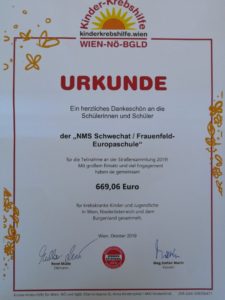 Kinder-Krebshilfe
kinderkrebshilfe.wien
WIEN-NÖ-BGLD
URKUNDE
Ein herzliches Dankeschön an die
Schülerinnen und Schüler
der „NMS Schwechat / Frauenfeld-
Europaschule“
für die Teilnahme an der Straßensammlung 2019!
Mit großem Einsatz und viel Engagement
haben sie gemeinsam
669,06 Euro
für krebskranke Kinder und Jugendliche
in Wien, Niederösterreich und dem
Burgenland gesammelt.
Wien, Oktober 2019